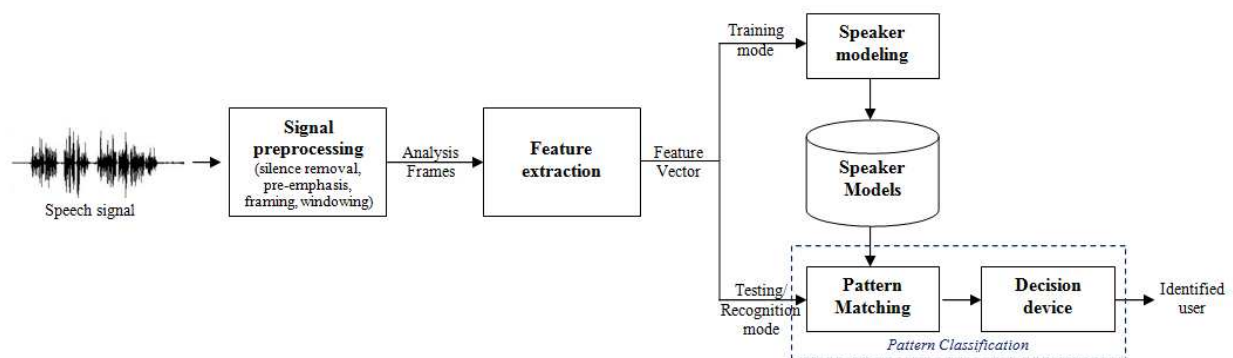 Speech signal
Signal
preprocessing
(silence removal,
pre-emphasis,
framing, windowing)
Analysis
Frames
Feature
extraction
Feature
Vector
Training
mode
Speaker
modeling
Speaker
Models
Testing/
Recognition
mode
Pattern
Matching
Decision
device
Pattern Classification
Identified
user